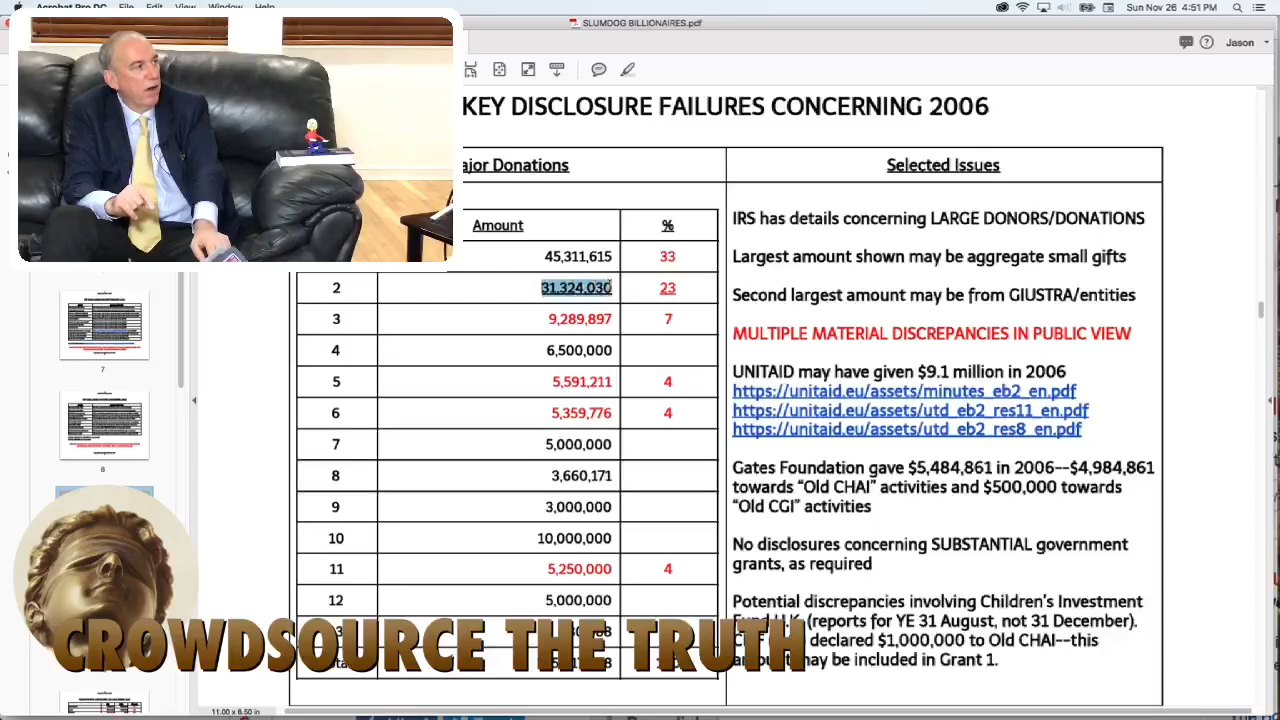 Acrobat Pro DC File Edit View Window Help
Sun Nov 26 4:51 PM
SLUMDOG BILLIONAIRES.pdf
Jason
KEY DISCLOSURE FAILURES CONCERNING 2006
ajor Donations
Selected Issues
Amount %
45,311,615 33
2 31,324,030 23
3 9,289,897 7
4 6,500,000
5 5,591,211 4
6 5,359,776 4
7 5,000,000
8 3,660,171
9 3,000,000
10 10,000,000
11 5,250,000 4
12 5,000,000
IRS has details concerning LARGE DONORS/DONATIONS
Largest amount shown may be aggregate small gifts
Second largest amount may be from GIUSTRA/entities
MULTIPLE MATERIAL DISCREPANCIES IN PUBLIC VIEW
UNITAID may have given $9.1 million in 2006
https://unitaid.eu/assets/minutes_eb2_en.pdf
https://unitaid.eu/assets/utd_eb2_res11_en.pdf
https://unitaid.eu/assets/utd_eb2_res8_en.pdf
Gates Foundation gave $5,484,861 in 2006--$4,984,861
towards “Old CHAI” activities and $500,000 towards
“Old CGI” activities
No disclosures concerning SUBSTANTIAL government
grants, as required
Potential discrepancies involving Children's Investment
(reports for YE 31 August, not 31 December).
declared $1,000,000 to Old CHAI--this
may be included in Grant 1.
7
8
CROWDSOURCE THE TRUTH
11.00 x 8.50 in